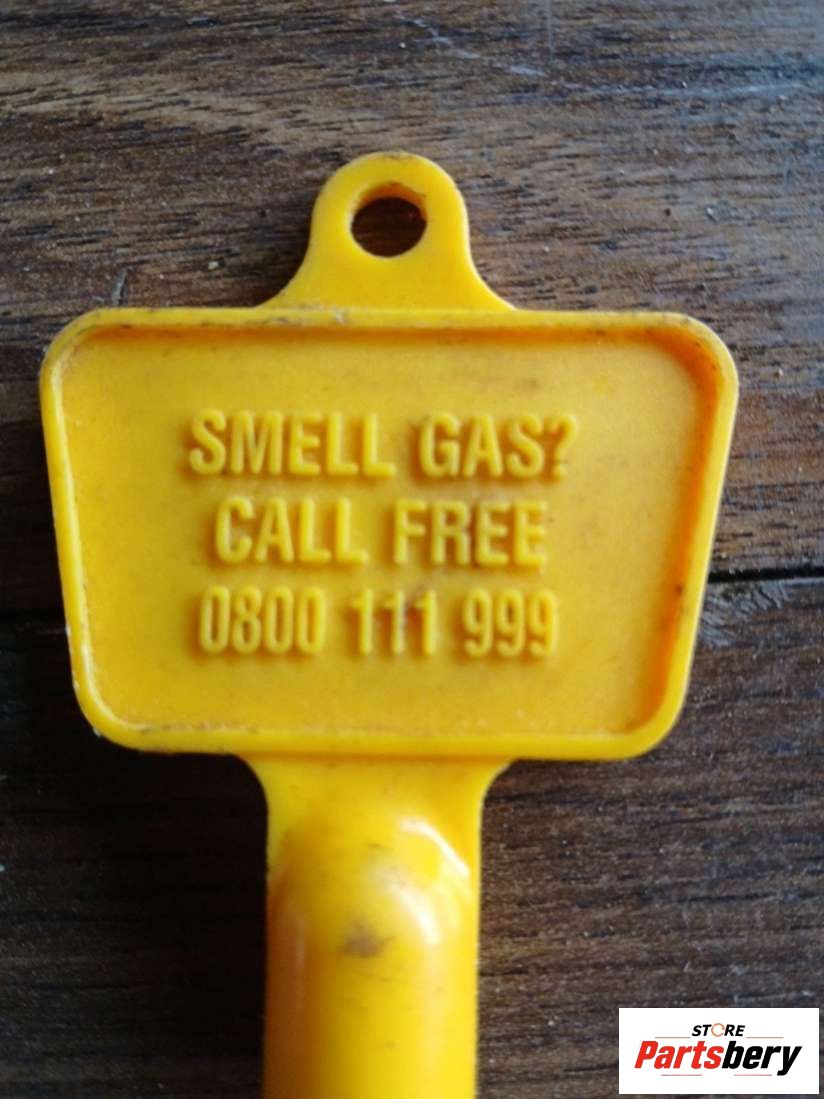 SMELL GAS?
CALL FREE
0800 111 999
STORE
Partsbery